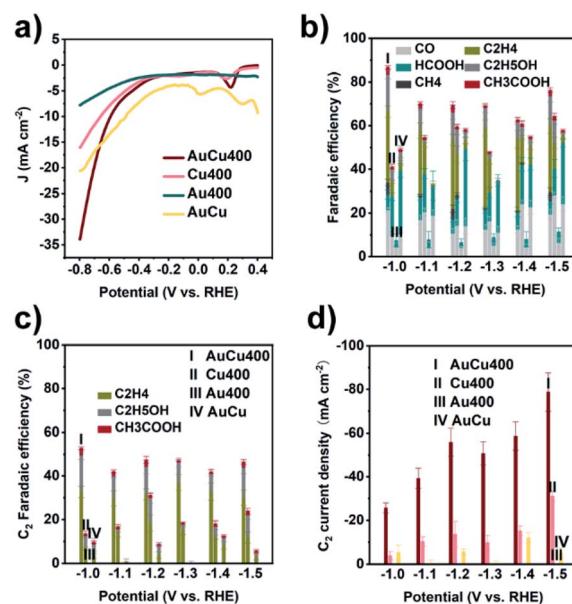 a)
J (mA cm⁻²)
5
0
-5
-10
-15
-20
-25
-30
-35
AuCu400
Cu400
Au400
AuCu
-0.8 -0.6 -0.4 -0.2 0.0 0.2 0.4
Potential (V vs. RHE)
b)
Faradaic efficiency (%)
100
80
60
40
20
0
CO C2H4
HCOOH C2H5OH
CH4 CH3COOH
I
II
III
IV
-1.0 -1.1 -1.2 -1.3 -1.4 -1.5
Potential (V vs. RHE)
c)
C₂ Faradaic efficiency (%)
100
80
60
40
20
0
I AuCu400
II Cu400
III Au400
IV AuCu
C2H4
C2H5OH
CH3COOH
I
II
IV
III
-1.0 -1.1 -1.2 -1.3 -1.4 -1.5
Potential (V vs. RHE)
d)
C₂ current density (mA cm⁻²)
-100
-80
-60
-40
-20
0
I AuCu400
II Cu400
III Au400
IV AuCu
I
II
IV
III
-1.0 -1.1 -1.2 -1.3 -1.4 -1.5
Potential (V vs. RHE)